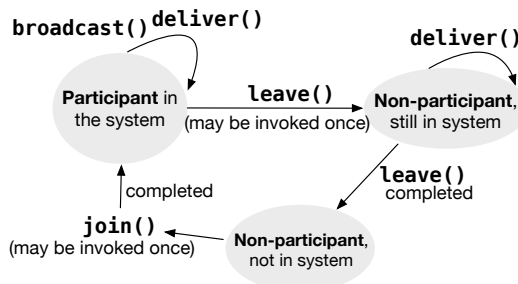 broadcast() deliver()
deliver()
Participant in
the system
leave()
(may be invoked once)
Non-participant,
still in system
leave()
completed
completed
join()
(may be invoked once)
Non-participant,
not in system